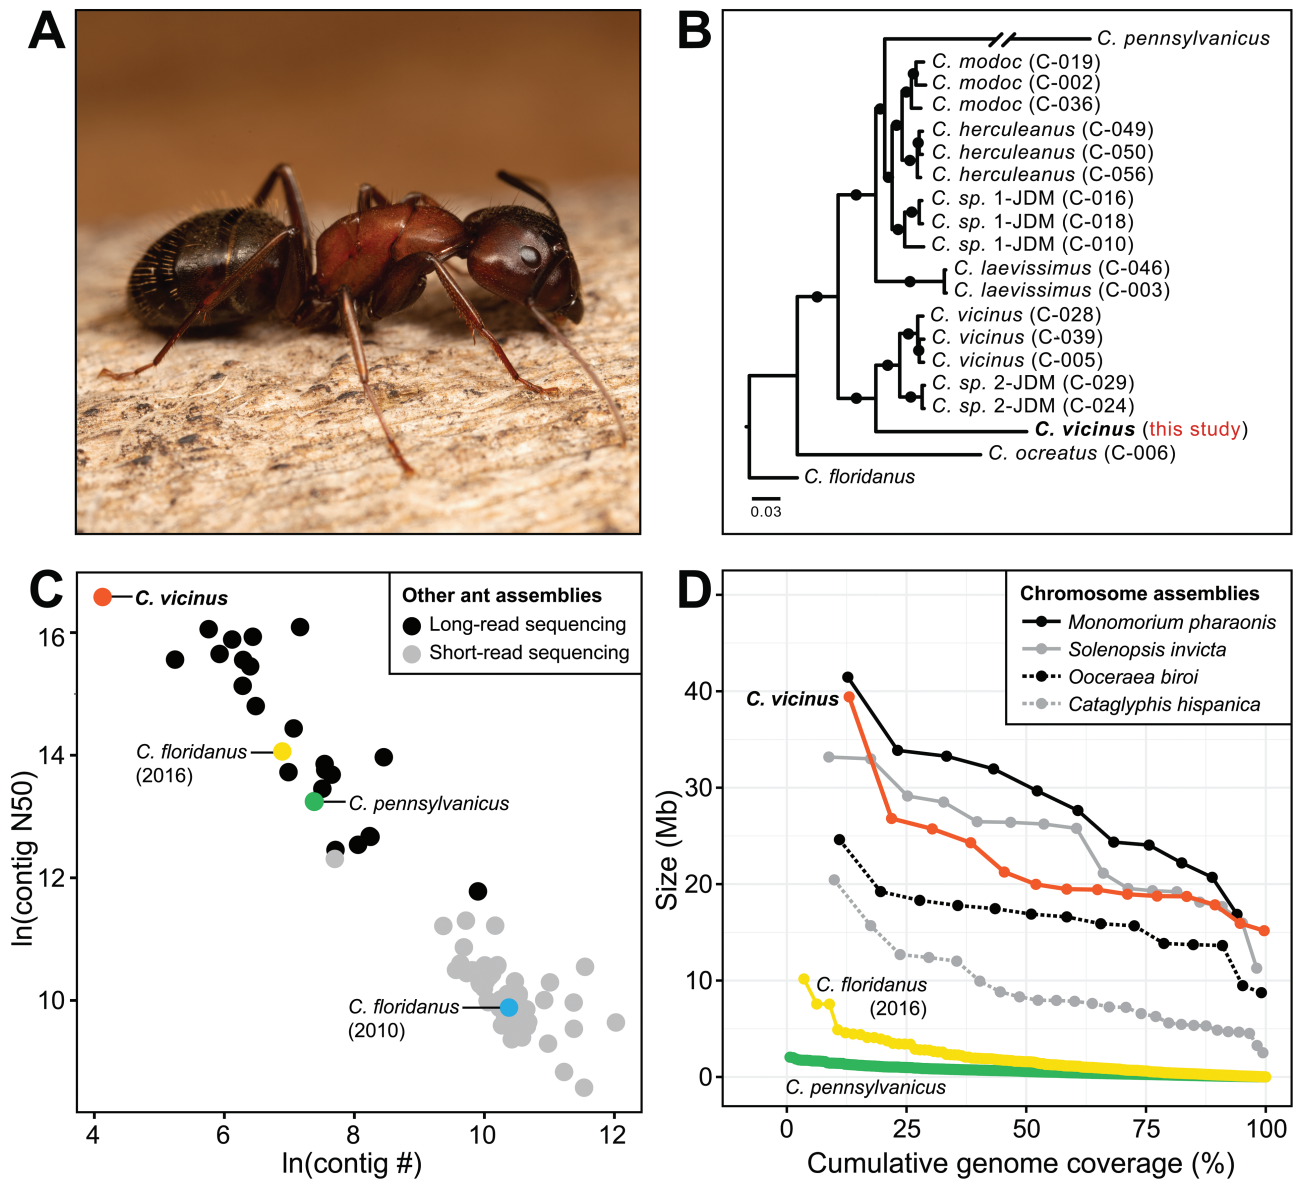 A
B
C. pennsylvanicus
C. modoc (C-019)
C. modoc (C-002)
C. modoc (C-036)
C. herculeanus (C-049)
C. herculeanus (C-050)
C. herculeanus (C-056)
C. sp. 1-JDM (C-016)
C. sp. 1-JDM (C-018)
C. sp. 1-JDM (C-010)
C. laevissimus (C-046)
C. laevissimus (C-003)
C. vicinus (C-028)
C. vicinus (C-039)
C. vicinus (C-005)
C. sp. 2-JDM (C-029)
C. sp. 2-JDM (C-024)
C. vicinus (this study)
C. ocreatus (C-006)
C. floridanus
0.03
C
C. vicinus
Other ant assemblies
Long-read sequencing
Short-read sequencing
C. floridanus
(2016)
C. pennsylvanicus
C. floridanus
(2010)
ln(contig N50)
16
14
12
10
4
6
8
10
12
ln(contig #)
D
Chromosome assemblies
Monomorium pharaonis
Solenopsis invicta
Ooceraea biroi
Cataglyphis hispanica
C. vicinus
C. floridanus
(2016)
C. pennsylvanicus
Size (Mb)
40
30
20
10
0
0
25
50
75
100
Cumulative genome coverage (%)